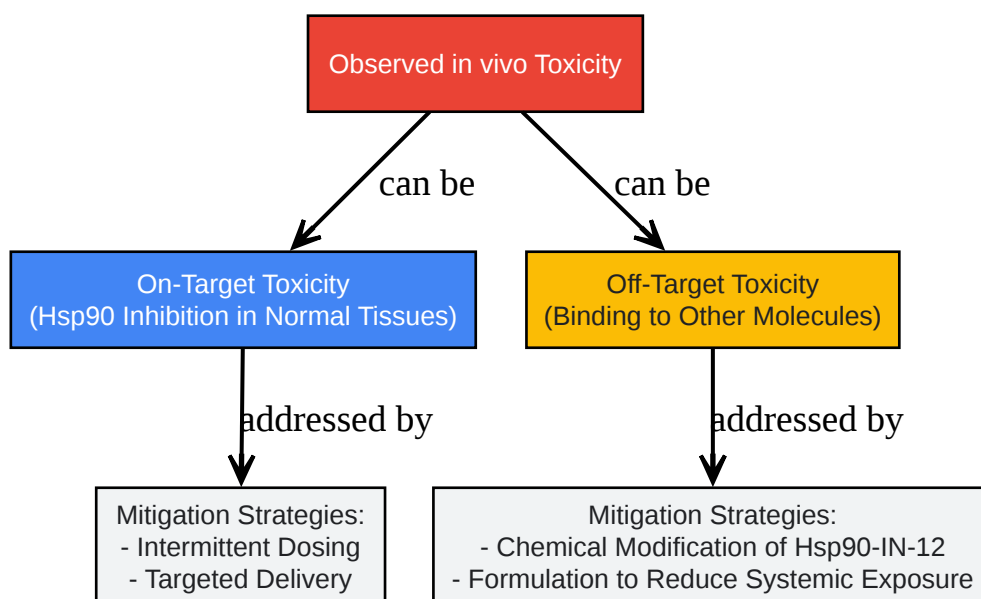 Observed in vivo Toxicity
can be
can be
On-Target Toxicity
(Hsp90 Inhibition in Normal Tissues)
Off-Target Toxicity
(Binding to Other Molecules)
addressed by
addressed by
Mitigation Strategies:
- Intermittent Dosing
- Targeted Delivery
Mitigation Strategies:
- Chemical Modification of Hsp90-IN-12
- Formulation to Reduce Systemic Exposure